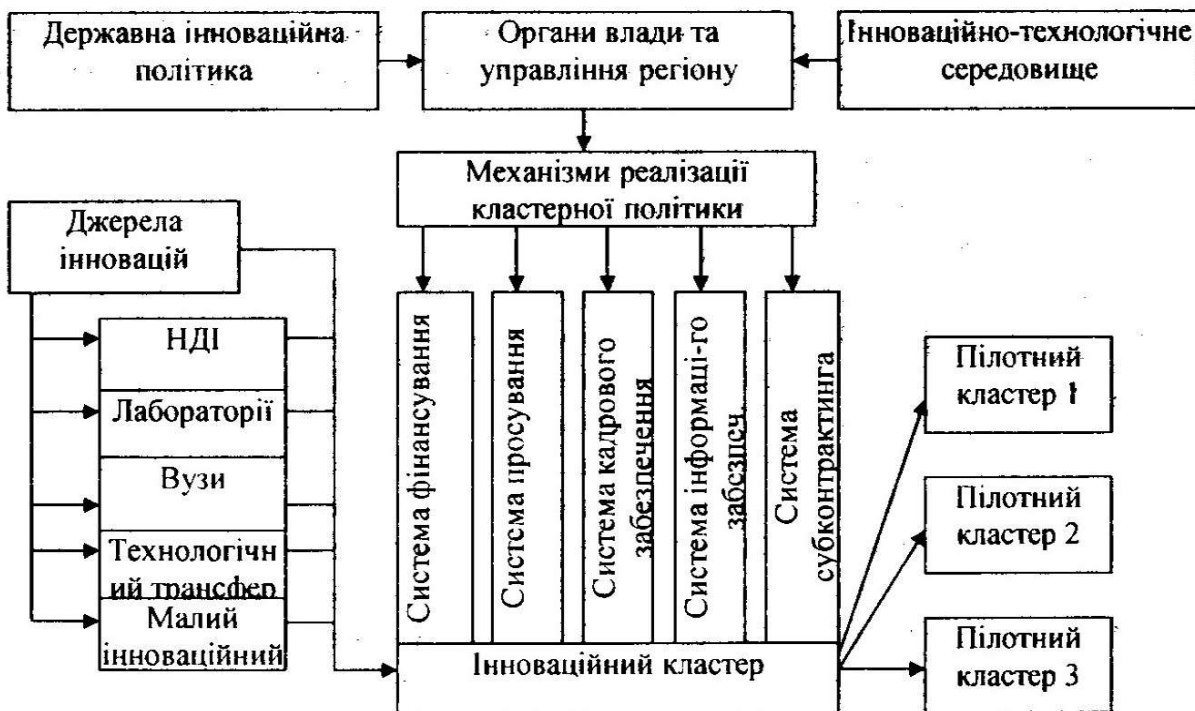 Державна інноваційна
політика
Органи влади та
управління регіону
Інноваційно-технологічне
середовище
Механізми реалізації
кластерної політики
Джерела
інновацій
НДІ
Лабораторії
Вузи
Технологічн
ий трансфер
Малий
інноваційний
Система фінансування
Система просування
Система кадрового
забезпечення
Система інформаці-го
забезпеч.
Система
субконтрактинга
Інноваційний кластер
Пілотний
кластер 1
Пілотний
кластер 2
Пілотний
кластер 3